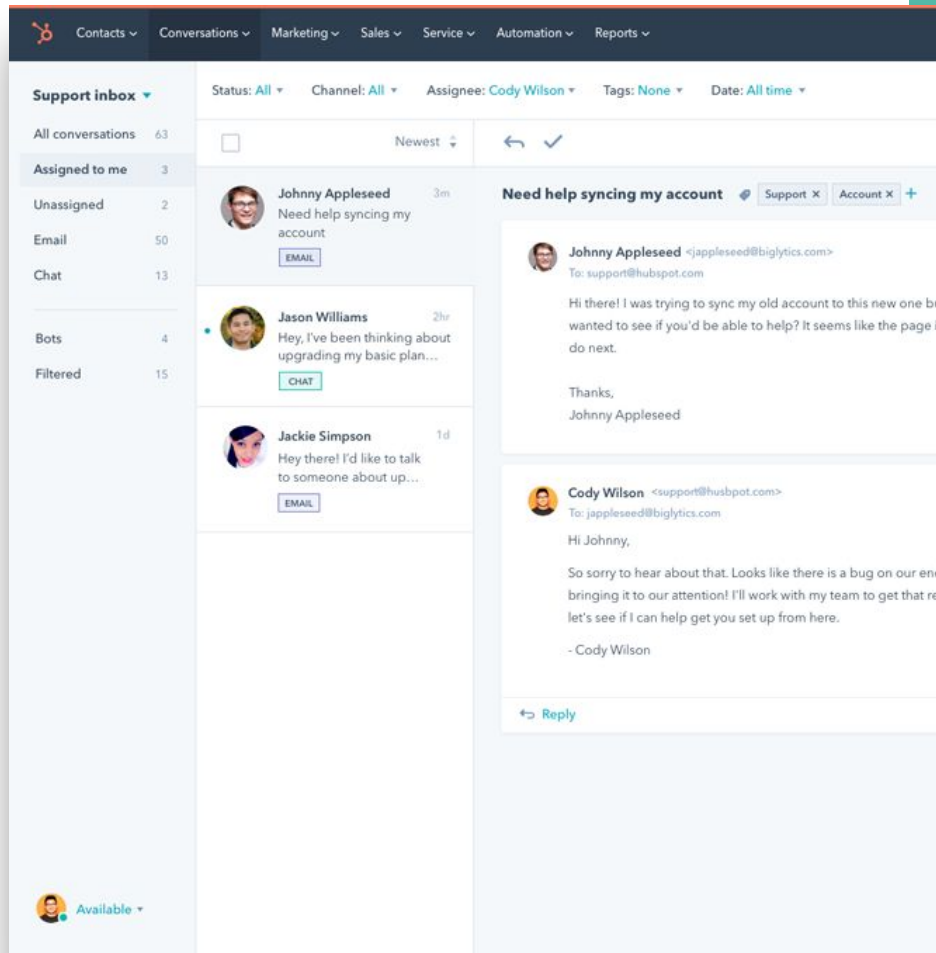 Contacts Conversations Marketing Sales Service Automation Reports
Support inbox
All conversations 63
Assigned to me 3
Unassigned 2
Email 50
Chat 13
Bots 4
Filtered 15
Available
Status: All Channel: All Assignee: Cody Wilson Tags: None Date: All time
Newest
Johnny Appleseed 3m
Need help syncing my
account
EMAIL
Jason Williams 2hr
Hey, I've been thinking about
upgrading my basic plan...
CHAT
Jackie Simpson 1d
Hey there! I'd like to talk
to someone about up...
EMAIL
Need help syncing my account Support × Account × +
Johnny Appleseed <jappleseed@biglytics.com>
To: support@hubspot.com
Hi there! I was trying to sync my old account to this new one
wanted to see if you'd be able to help? It seems like the page
do next.
Thanks,
Johnny Appleseed
Cody Wilson <support@husbpot.com>
To: jappleseed@biglytics.com
Hi Johnny,
So sorry to hear about that. Looks like there is a bug on our
bringing it to our attention! I'll work with my team to get that
let's see if I can help get you set up from here.
- Cody Wilson
Reply